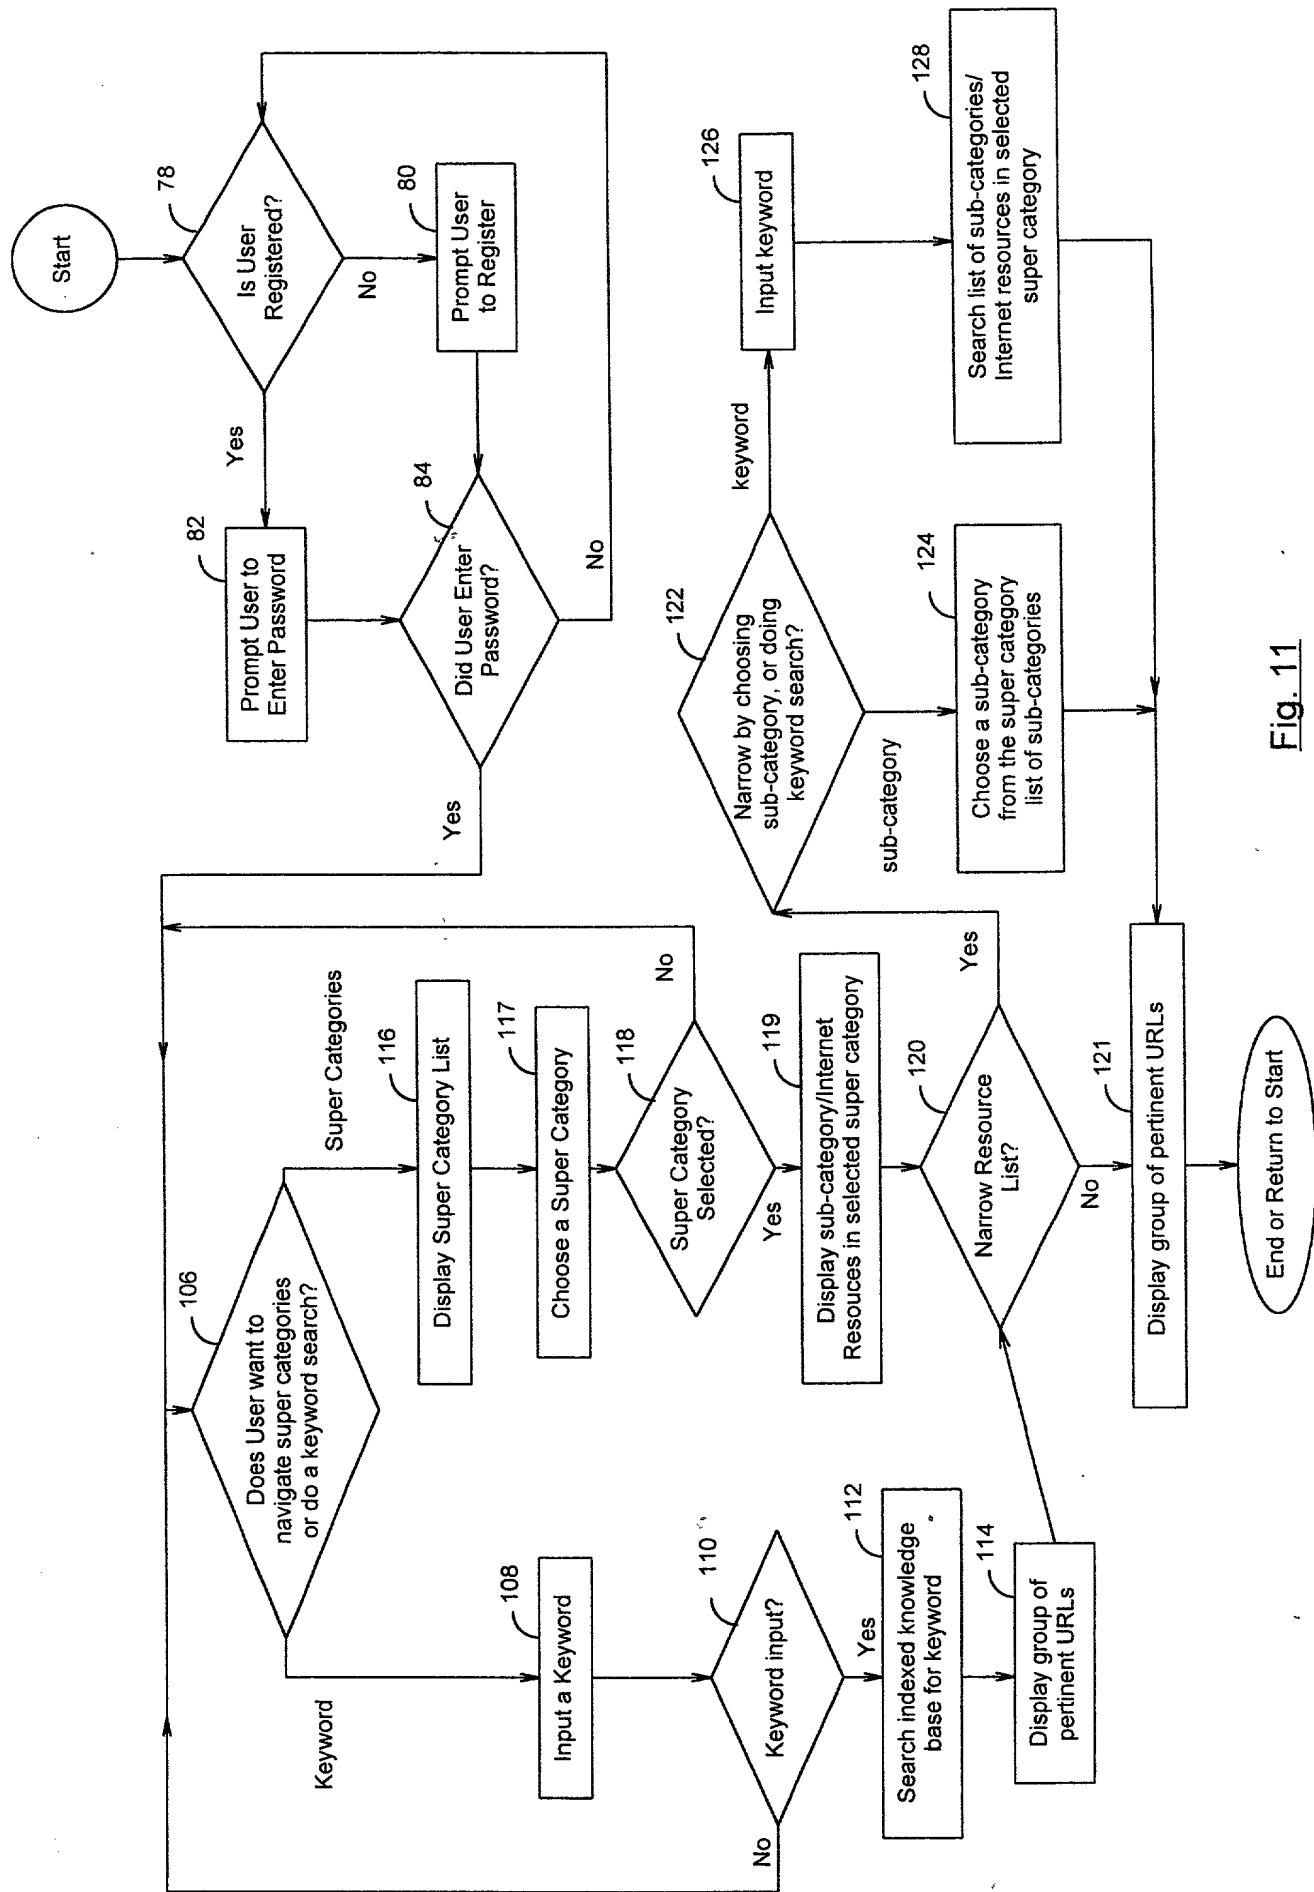 Start
78
Is User
Registered?
Yes
No
80
Prompt User
to Register
82
Prompt User to
Enter Password
84
Did User Enter
Password?
Yes
No
106
Does User want to
navigate super categories
or do a keyword search?
Keyword
Super Categories
108
Input a Keyword
110
Keyword input?
No
Yes
112
Search indexed knowledge
base for keyword
114
Display group of
pertinent URLs
116
Display Super Category List
117
Choose a Super Category
118
Super Category
Selected?
No
Yes
119
Display sub-category/Internet
Resouces in selected super category
120
Narrow Resource
List?
Yes
No
121
Display group of pertinent URLs
End or Return to Start
122
Narrow by choosing
sub-category, or doing
keyword search?
keyword
sub-category
124
Choose a sub-category
from the super category
list of sub-categories
126
Input keyword
128
Search list of sub-categories/
Internet resources in selected
super category
Fig. 11